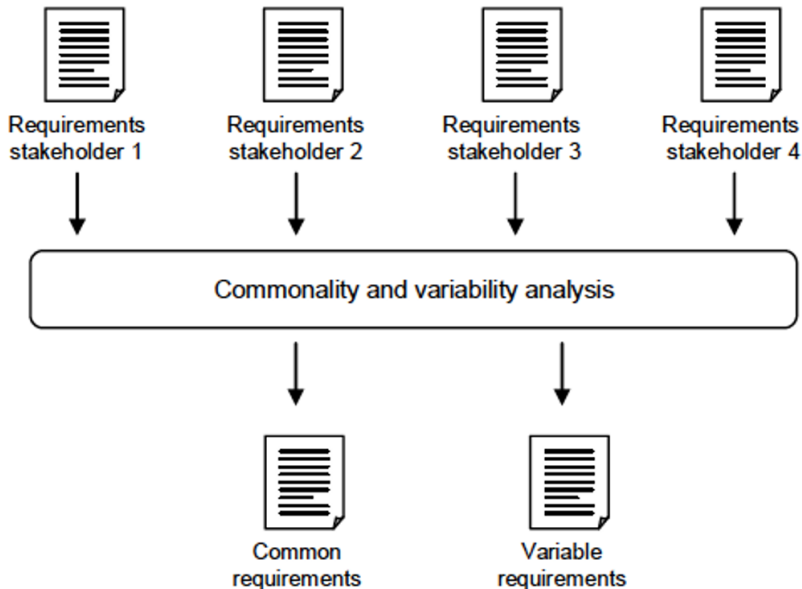 Requirements
stakeholder 1
Requirements
stakeholder 2
Requirements
stakeholder 3
Requirements
stakeholder 4
Commonality and variability analysis
Common
requirements
Variable
requirements